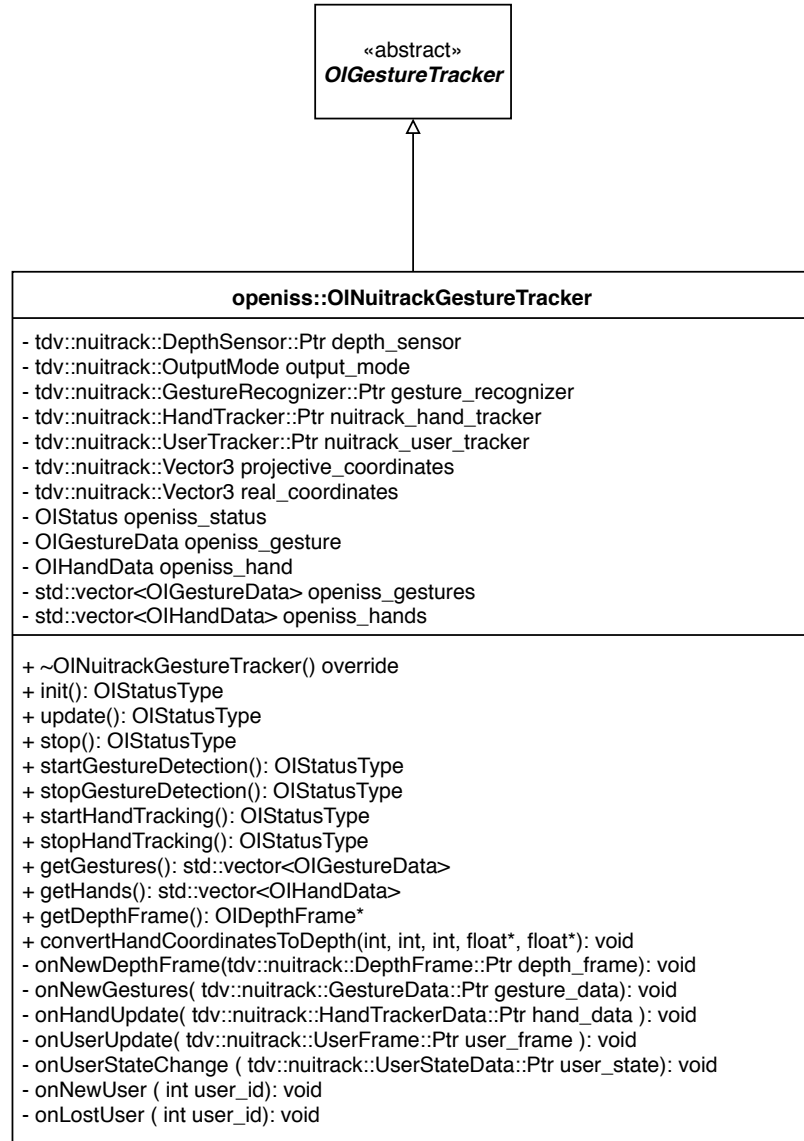 «abstract»
OIGestureTracker
openiss::OINuitrackGestureTracker
- tdv::nuitrack::DepthSensor::Ptr depth_sensor
- tdv::nuitrack::OutputMode output_mode
- tdv::nuitrack::GestureRecognizer::Ptr gesture_recognizer
- tdv::nuitrack::HandTracker::Ptr nuitrack_hand_tracker
- tdv::nuitrack::UserTracker::Ptr nuitrack_user_tracker
- tdv::nuitrack::Vector3 projective_coordinates
- tdv::nuitrack::Vector3 real_coordinates
- OIStatus openiss_status
- OIGestureData openiss_gesture
- OIHandData openiss_hand
- std::vector<OIGestureData> openiss_gestures
- std::vector<OIHandData> openiss_hands
+ ~OINuitrackGestureTracker() override
+ init(): OIStatusType
+ update(): OIStatusType
+ stop(): OIStatusType
+ startGestureDetection(): OIStatusType
+ stopGestureDetection(): OIStatusType
+ startHandTracking(): OIStatusType
+ stopHandTracking(): OIStatusType
+ getGestures(): std::vector<OIGestureData>
+ getHands(): std::vector<OIHandData>
+ getDepthFrame(): OIDepthFrame*
+ convertHandCoordinatesToDepth(int, int, int, float*, float*): void
- onNewDepthFrame(tdv::nuitrack::DepthFrame::Ptr depth_frame): void
- onNewGestures( tdv::nuitrack::GestureData::Ptr gesture_data): void
- onHandUpdate( tdv::nuitrack::HandTrackerData::Ptr hand_data ): void
- onUserUpdate( tdv::nuitrack::UserFrame::Ptr user_frame ): void
- onUserStateChange ( tdv::nuitrack::UserStateData::Ptr user_state): void
- onNewUser ( int user_id): void
- onLostUser ( int user_id): void